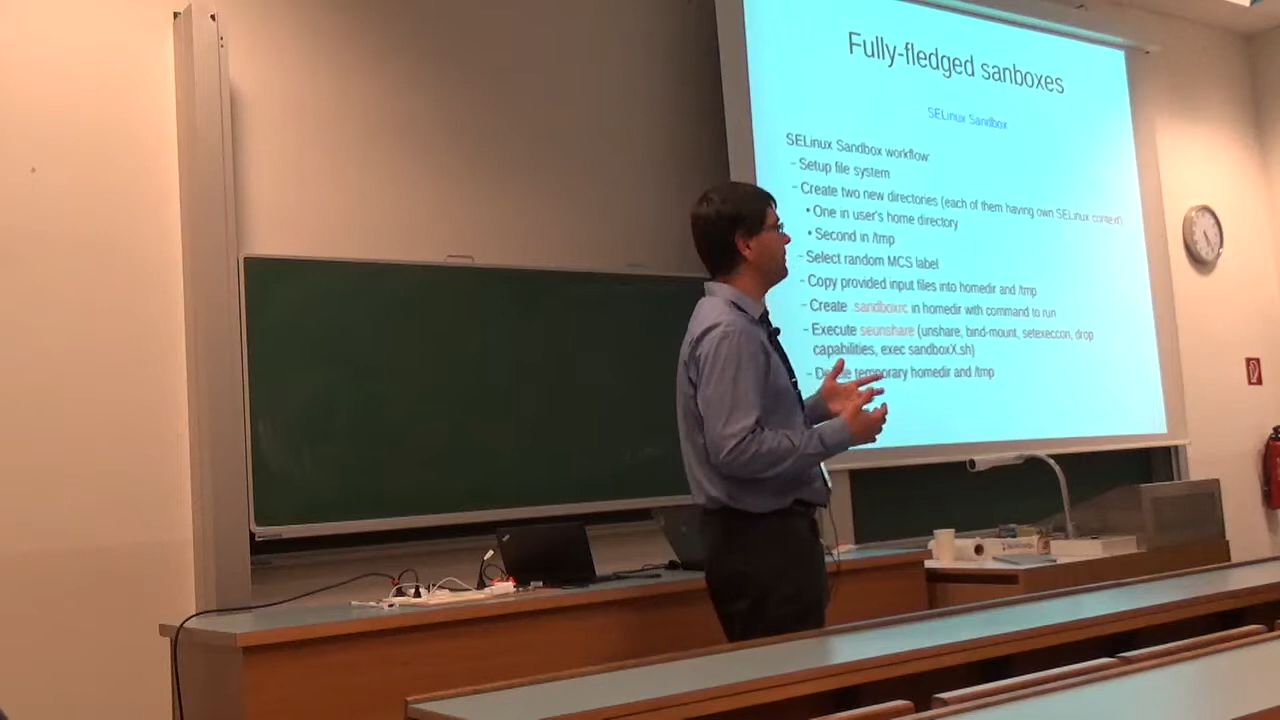 Fully-fledged sanboxes
SELinux Sandbox
SELinux Sandbox workflow:
– Setup file system
– Create two new directories (each of them having own SELinux context)
• One in user's home directory
• Second in /tmp
– Select random MCS label
– Copy provided input files into homedir and /tmp
– Create .sandboxrc in homedir with command to run
– Execute seunshare (unshare, bind-mount, setexeccon, drop
capabilities, exec sandboxX.sh)
– Delete temporary homedir and /tmp